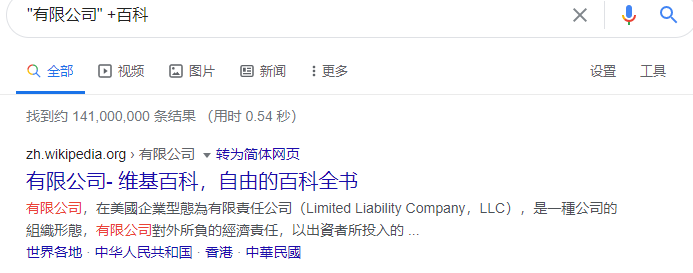 "有限公司" +百科
全部 视频 图片 新闻 更多 设置 工具
找到约 141,000,000 条结果 （用时 0.54 秒）
zh.wikipedia.org › 有限公司 转为简体网页
有限公司- 维基百科，自由的百科全书
有限公司，在美國企業型態為有限責任公司（Limited Liability Company，LLC），是一種公司的
組織形態，有限公司對外所負的經濟責任，以出資者所投入的 ...
世界各地 · 中华人民共和国 · 香港 · 中華民國